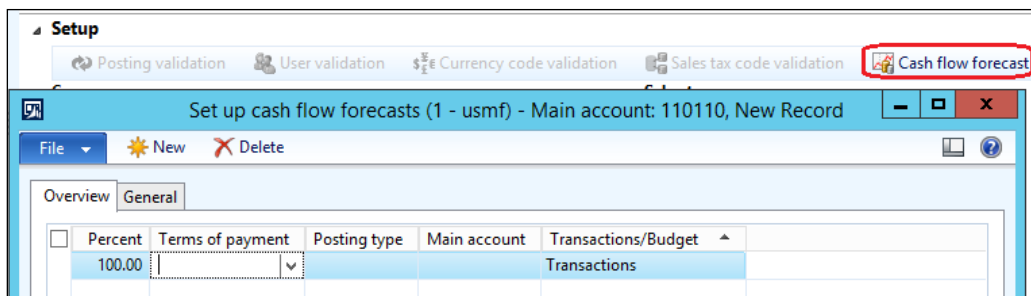 Setup
Posting validation User validation Currency code validation Sales tax code validation Cash flow forecast
Set up cash flow forecasts (1 - usmf) - Main account: 110110, New Record
File New Delete
Overview General
Percent Terms of payment Posting type Main account Transactions/Budget
100.00 Transactions